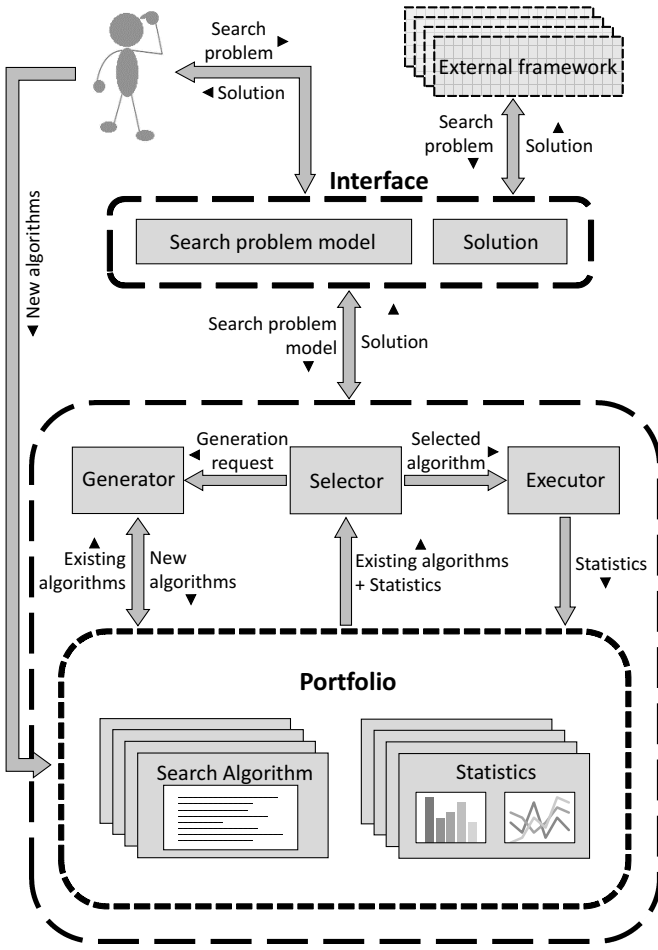 Search
problem
Solution
External framework
Search
problem
Solution
Interface
New algorithms
Search problem model
Solution
Search problem
model
Solution
Generation
request
Selected
algorithm
Generator
Selector
Executor
Existing
algorithms
New
algorithms
Existing algorithms
+ Statistics
Statistics
Portfolio
Search Algorithm
Statistics